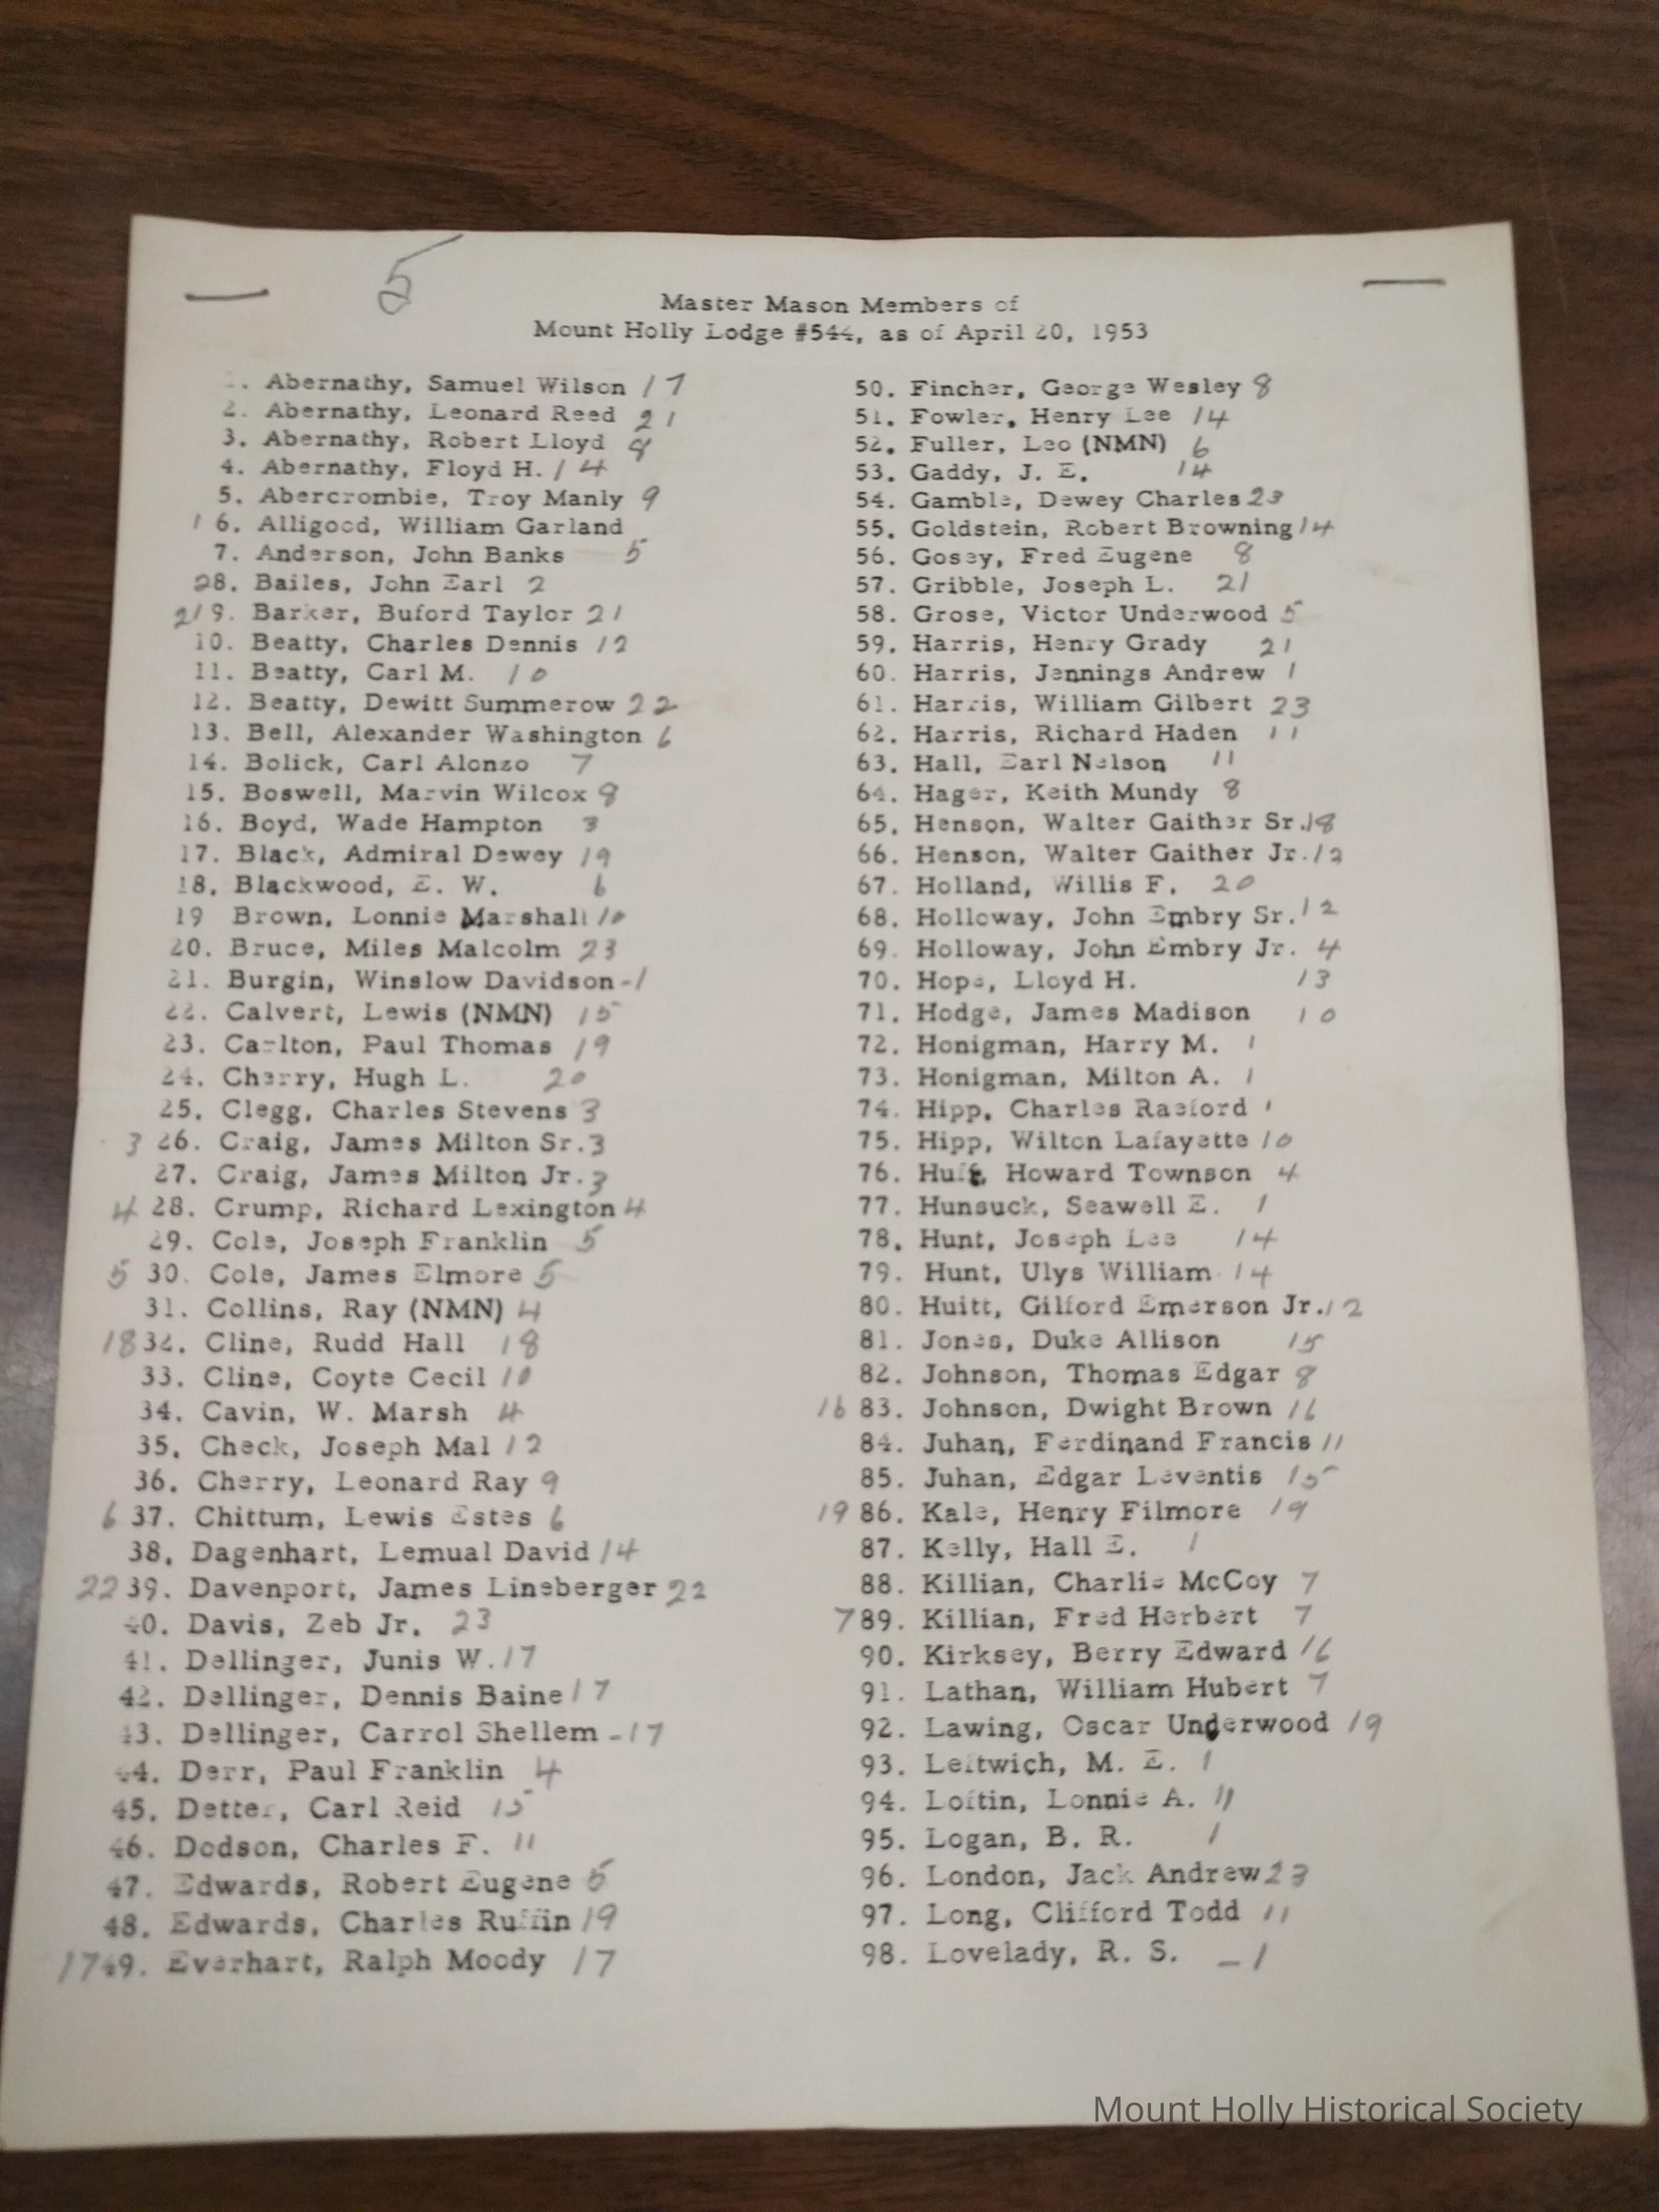 5
Master Mason Members of
Mount Holly Lodge #544, as of April 20, 1953
1. Abernathy, Samuel Wilson 17
2. Abernathy, Leonard Reed 21
3. Abernathy, Robert Lloyd 8
4. Abernathy, Floyd H. 14
5. Abercrombie, Troy Manly 9
1 6. Alligood, William Garland
7. Anderson, John Banks 5
2 8. Bailes, John Earl 2
21 9. Barker, Buford Taylor 21
10. Beatty, Charles Dennis 12
11. Beatty, Carl M. 10
12. Beatty, Dewitt Summerow 22
13. Bell, Alexander Washington 6
14. Bolick, Carl Alonzo 7
15. Boswell, Marvin Wilcox 8
16. Boyd, Wade Hampton 3
17. Black, Admiral Dewey 19
18. Blackwood, E. W. 6
19 Brown, Lonnie Marshall 10
20. Bruce, Miles Malcolm 23
21. Burgin, Winslow Davidson -1
22. Calvert, Lewis (NMN) 15
23. Carlton, Paul Thomas 19
24. Cherry, Hugh L. 20
25. Clegg, Charles Stevens 3
3 26. Craig, James Milton Sr. 3
27. Craig, James Milton Jr. 3
4 28. Crump, Richard Lexington 4
29. Cole, Joseph Franklin 5
5 30. Cole, James Elmore 5
31. Collins, Ray (NMN) 4
18 32. Cline, Rudd Hall 18
33. Cline, Coyte Cecil 10
34. Cavin, W. Marsh 4
35. Check, Joseph Mal 12
36. Cherry, Leonard Ray 9
6 37. Chittum, Lewis Estes 6
38. Dagenhart, Lemual David 14
22 39. Davenport, James Lineberger 22
40. Davis, Zeb Jr. 23
41. Dellinger, Junis W. 17
42. Dellinger, Dennis Baine 17
43. Dellinger, Carrol Shellem -17
44. Derr, Paul Franklin 4
45. Detter, Carl Reid 15
46. Dodson, Charles F. 11
47. Edwards, Robert Eugene 5
48. Edwards, Charles Ruffin 19
17 49. Everhart, Ralph Moody 17
50. Fincher, George Wesley 8
51. Fowler, Henry Lee 14
52. Fuller, Leo (NMN) 6
53. Gaddy, J. E. 14
54. Gamble, Dewey Charles 23
55. Goldstein, Robert Browning 14
56. Gosey, Fred Eugene 8
57. Gribble, Joseph L. 21
58. Grose, Victor Underwood 5
59. Harris, Henry Grady 21
60. Harris, Jennings Andrew 1
61. Harris, William Gilbert 23
62. Harris, Richard Haden 11
63. Hall, Earl Nelson 11
64. Hager, Keith Mundy 8
65. Henson, Walter Gaither Sr. 18
66. Henson, Walter Gaither Jr. 12
67. Holland, Willis F. 20
68. Holloway, John Embry Sr. 12
69. Holloway, John Embry Jr. 4
70. Hope, Lloyd H. 13
71. Hodge, James Madison 10
72. Honigman, Harry M. 1
73. Honigman, Milton A. 1
74. Hipp, Charles Raeford 1
75. Hipp, Wilton Lafayette 10
76. Huff, Howard Townson 4
77. Hunsuck, Seawell E. 1
78. Hunt, Joseph Lee 14
79. Hunt, Ulys William 14
80. Huitt, Gilford Emerson Jr. 12
81. Jones, Duke Allison 15
82. Johnson, Thomas Edgar 8
16 83. Johnson, Dwight Brown 16
84. Juhan, Ferdinand Francis 11
85. Juhan, Edgar Leventis 15
19 86. Kale, Henry Filmore 19
87. Kelly, Hall E. 1
88. Killian, Charlie McCoy 7
7 89. Killian, Fred Herbert 7
90. Kirksey, Berry Edward 16
91. Lathan, William Hubert 7
92. Lawing, Oscar Underwood 19
93. Leftwich, M. E. 1
94. Loftin, Lonnie A. 11
95. Logan, B. R. 1
96. London, Jack Andrew 23
97. Long, Clifford Todd 11
98. Lovelady, R. S. -1
Mount Holly Historical Society